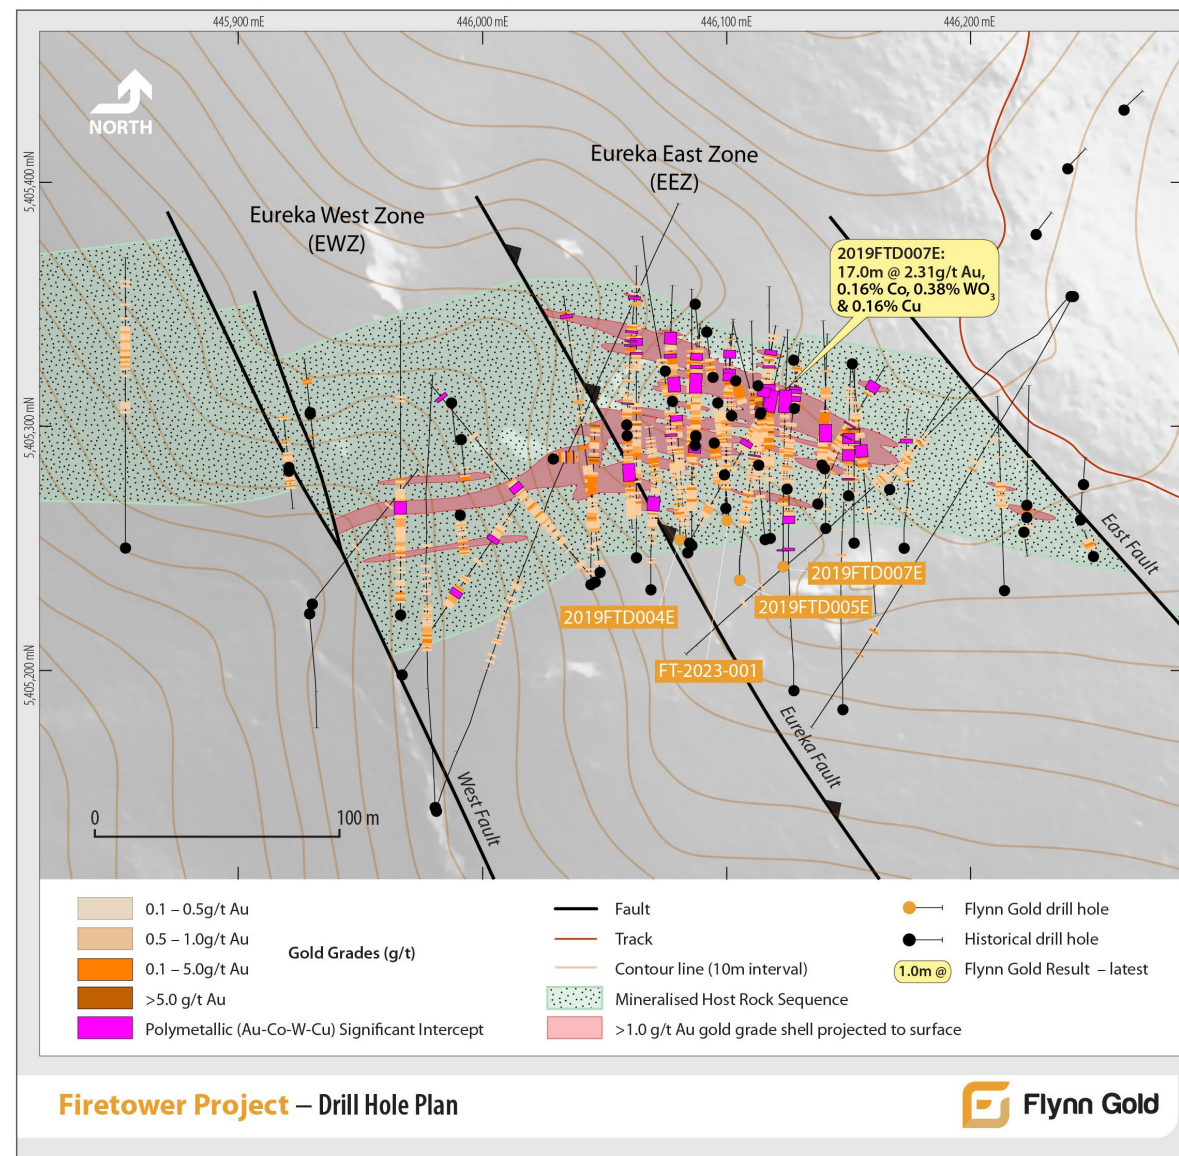 445,900 mE
446,000 mE
446,100 mE
446,200 mE
5,405,400 mN
5,405,300 mN
5,405,200 mN
NORTH
Eureka East Zone
(EEZ)
Eureka West Zone
(EWZ)
2019FTD007E:
17.0m @ 2.31g/t Au,
0.16% Co, 0.38% WO₃
& 0.16% Cu
2019FTD007E
2019FTD005E
2019FTD004E
FT-2023-001
East Fault
Eureka Fault
West Fault
0 100 m
0.1 – 0.5g/t Au
0.5 – 1.0g/t Au
0.1 – 5.0g/t Au
>5.0 g/t Au
Polymetallic (Au-Co-W-Cu) Significant Intercept
Gold Grades (g/t)
Fault
Track
Contour line (10m interval)
Mineralised Host Rock Sequence
>1.0 g/t Au gold grade shell projected to surface
Flynn Gold drill hole
Historical drill hole
1.0m @ Flynn Gold Result – latest
Firetower Project – Drill Hole Plan
Flynn Gold